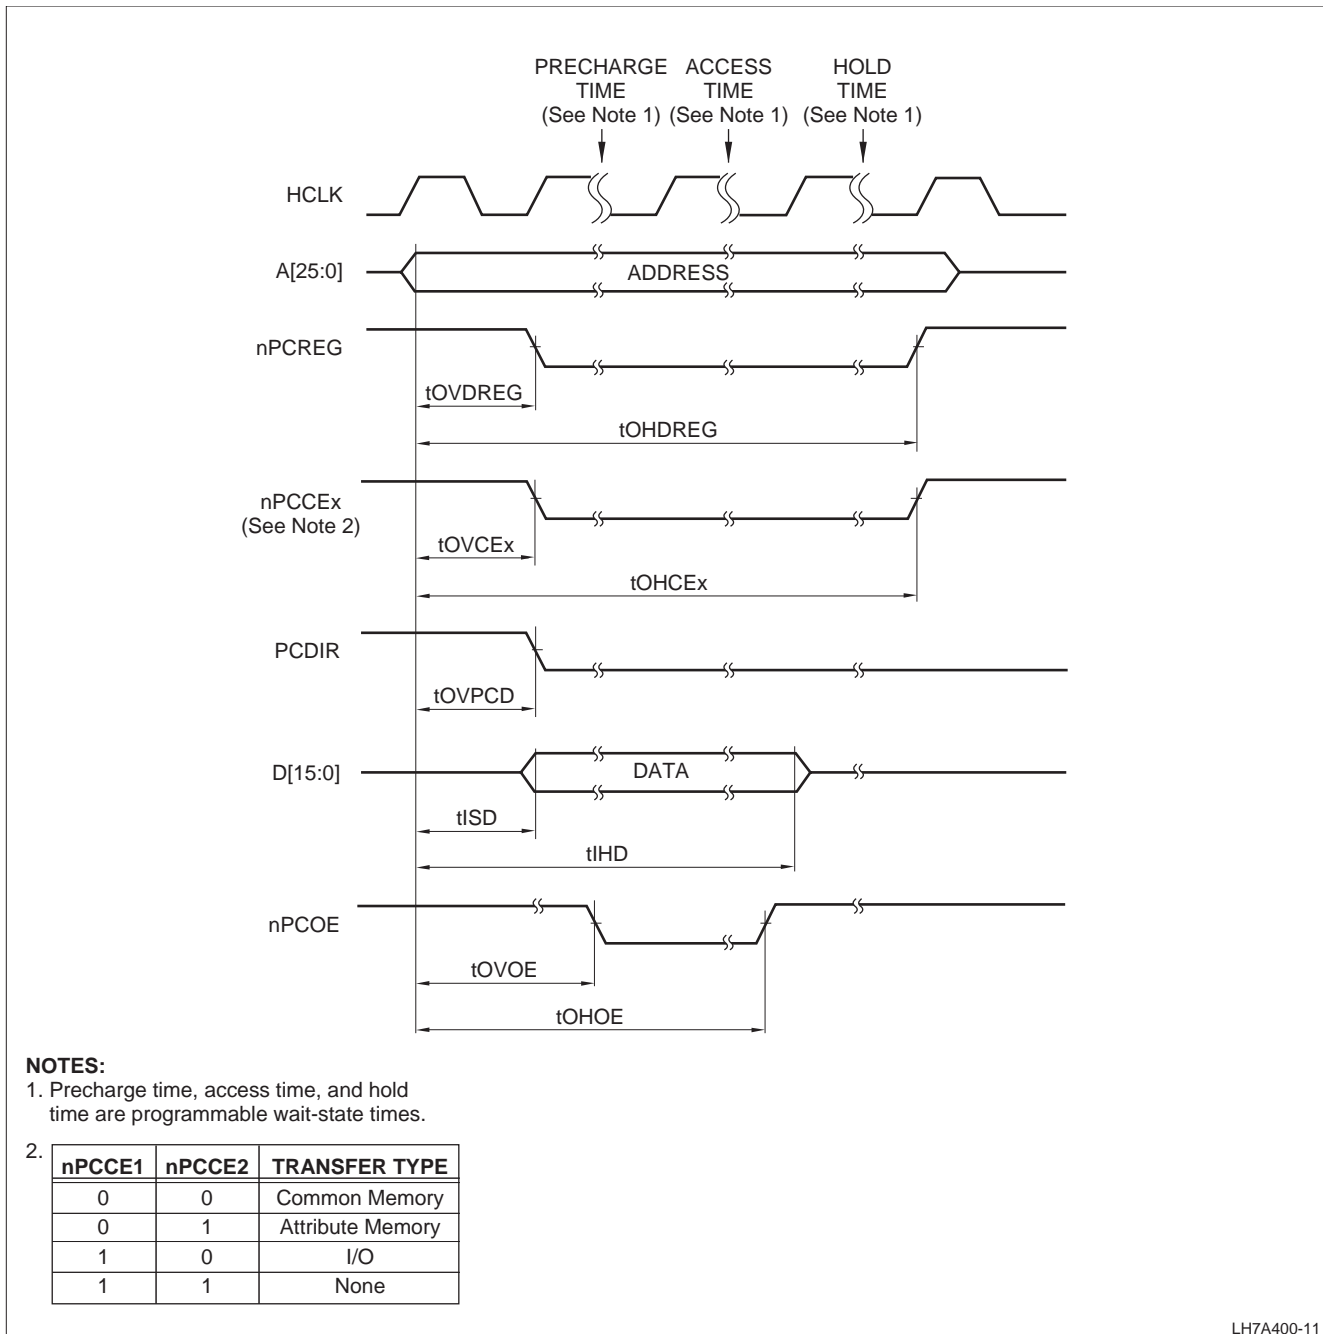 PRECHARGE TIME (See Note 1)
ACCESS TIME (See Note 1)
HOLD TIME (See Note 1)
HCLK
A[25:0]
ADDRESS
nPCREG
tOVDREG
tOHDREG
nPCCEx
(See Note 2)
tOVCEx
tOHCEx
PCDIR
tOVPCD
D[15:0]
DATA
tISD
tIHD
nPCOE
tOVOE
tOHOE
NOTES:
1. Precharge time, access time, and hold
time are programmable wait-state times.
2.
nPCCE1 nPCCE2 TRANSFER TYPE
0 0 Common Memory
0 1 Attribute Memory
1 0 I/O
1 1 None
LH7A400-11